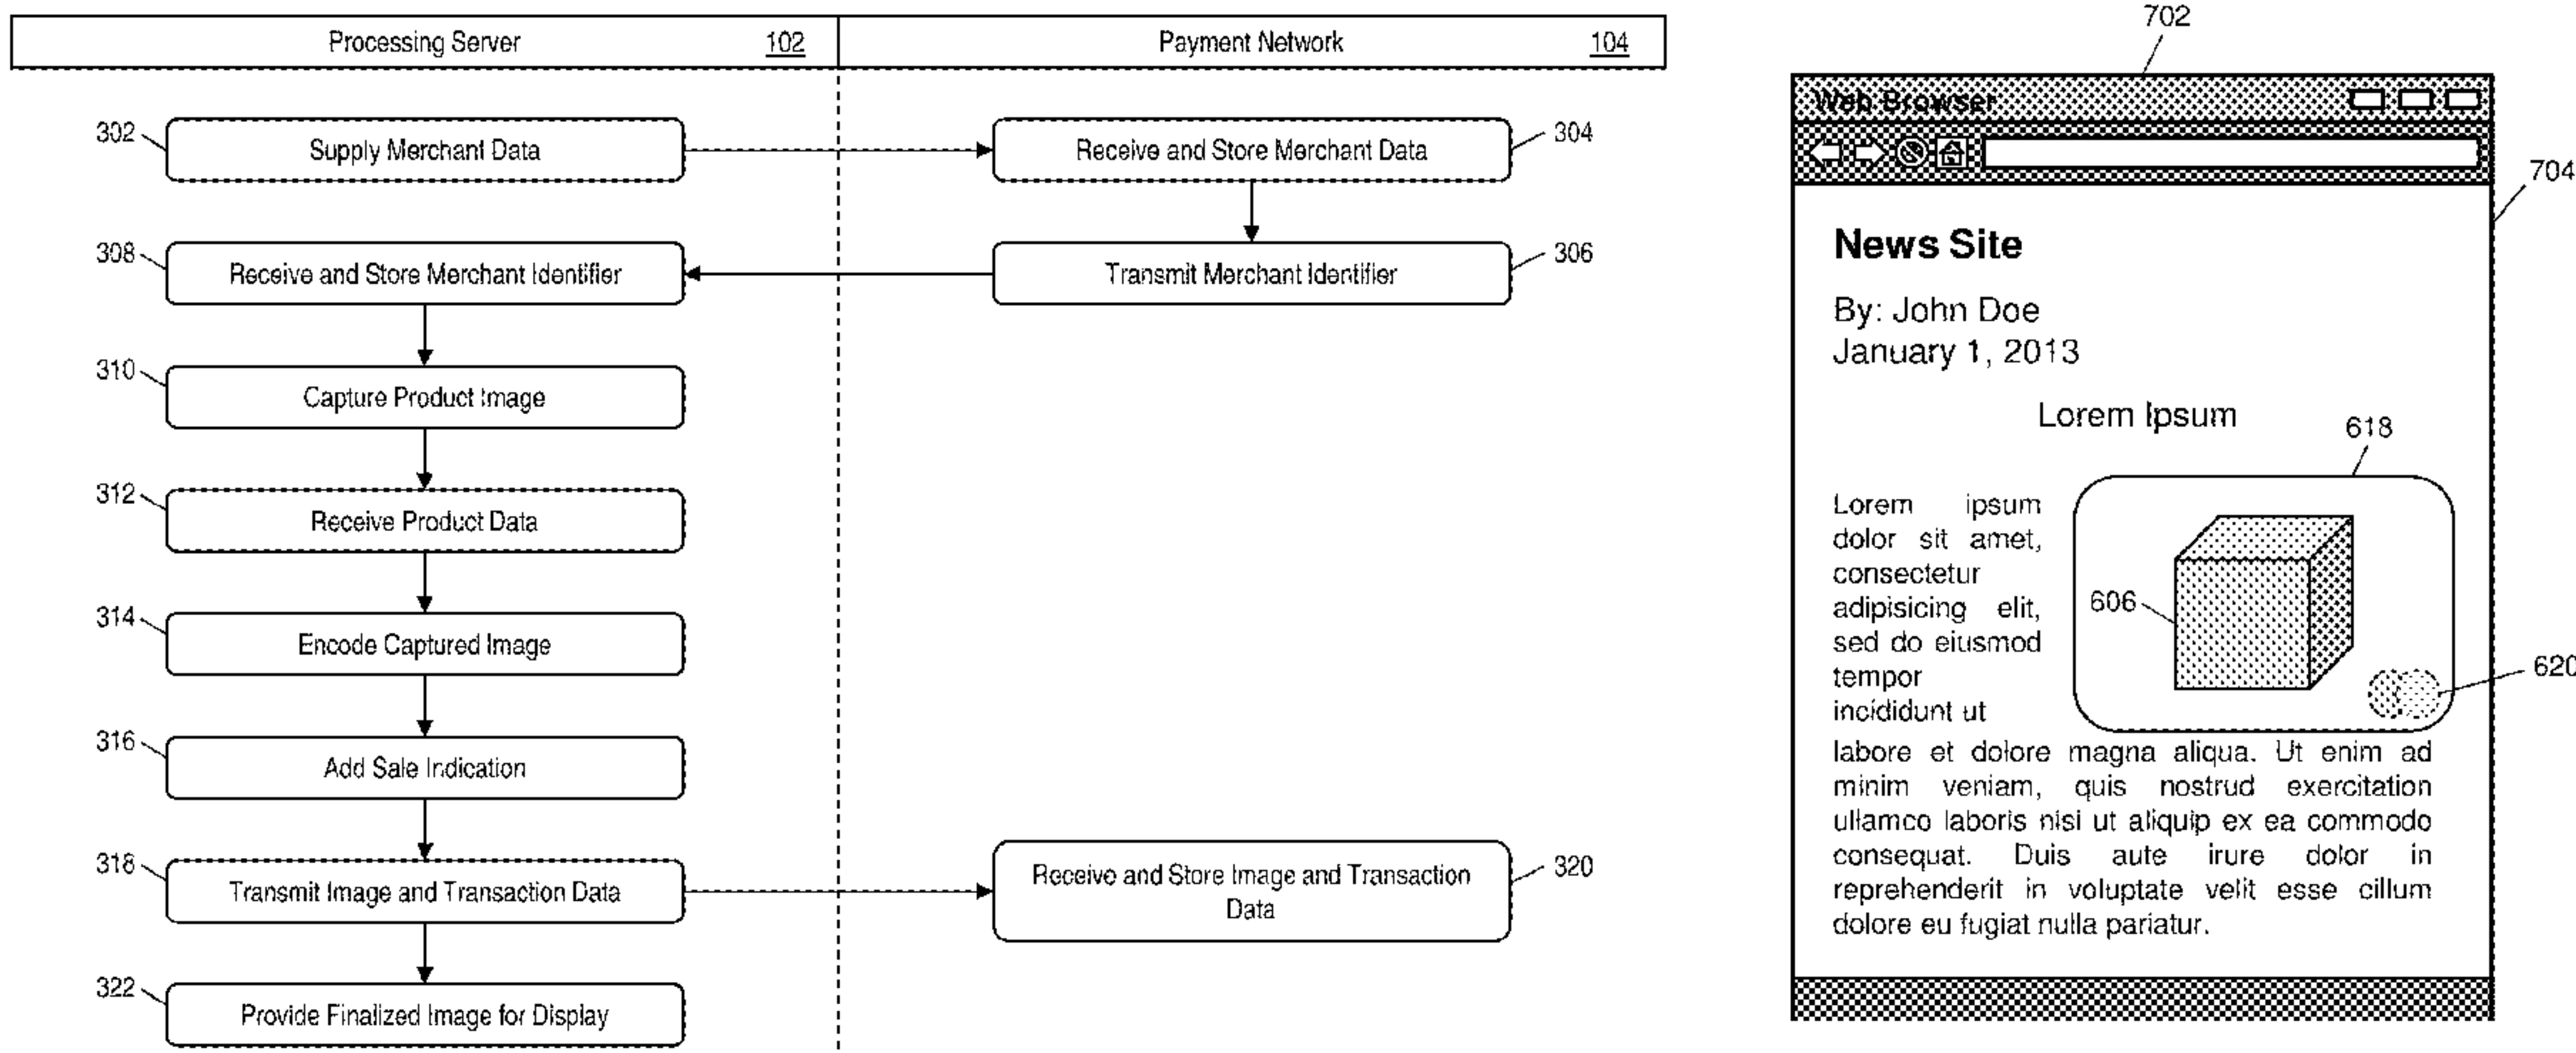 Processing Server 102
Payment Network 104
302 Supply Merchant Data
Receive and Store Merchant Data 304
308 Receive and Store Merchant Identifier
Transmit Merchant Identifier 306
310 Capture Product Image
312 Receive Product Data
314 Encode Captured Image
316 Add Sale Indication
318 Transmit Image and Transaction Data
Receive and Store Image and Transaction
Data
320
322 Provide Finalized Image for Display
702
Web Browser
704
News Site
By: John Doe
January 1, 2013
Lorem Ipsum
618
606
620
Lorem ipsum
dolor sit amet,
consectetur
adipisicing elit,
sed do eiusmod
tempor
incididunt ut
labore et dolore magna aliqua. Ut enim ad
minim veniam, quis nostrud exercitation
ullamco laboris nisi ut aliquip ex ea commodo
consequat. Duis aute irure dolor in
reprehenderit in voluptate velit esse cillum
dolore eu fugiat nulla pariatur.